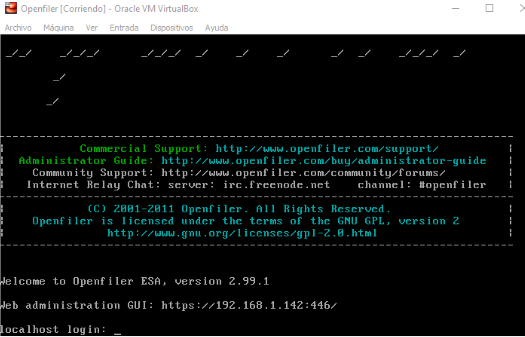 Openfiler [Corriendo] - Oracle VM VirtualBox
Archivo Máquina Ver Entrada Dispositivos Ayuda
Commercial Support: http://www.openfiler.com/support/
Administrator Guide: http://www.openfiler.com/buy/administrator-guide
Community Support: http://www.openfiler.com/community/forums/
Internet Relay Chat: server: irc.freenode.net channel: #openfiler
(C) 2001-2011 Openfiler. All Rights Reserved.
Openfiler is licensed under the terms of the GNU GPL, version 2
http://www.gnu.org/licenses/gpl-2.0.html
Welcome to Openfiler ESA, version 2.99.1
Web administration GUI: https://192.168.1.142:446/
localhost login: _